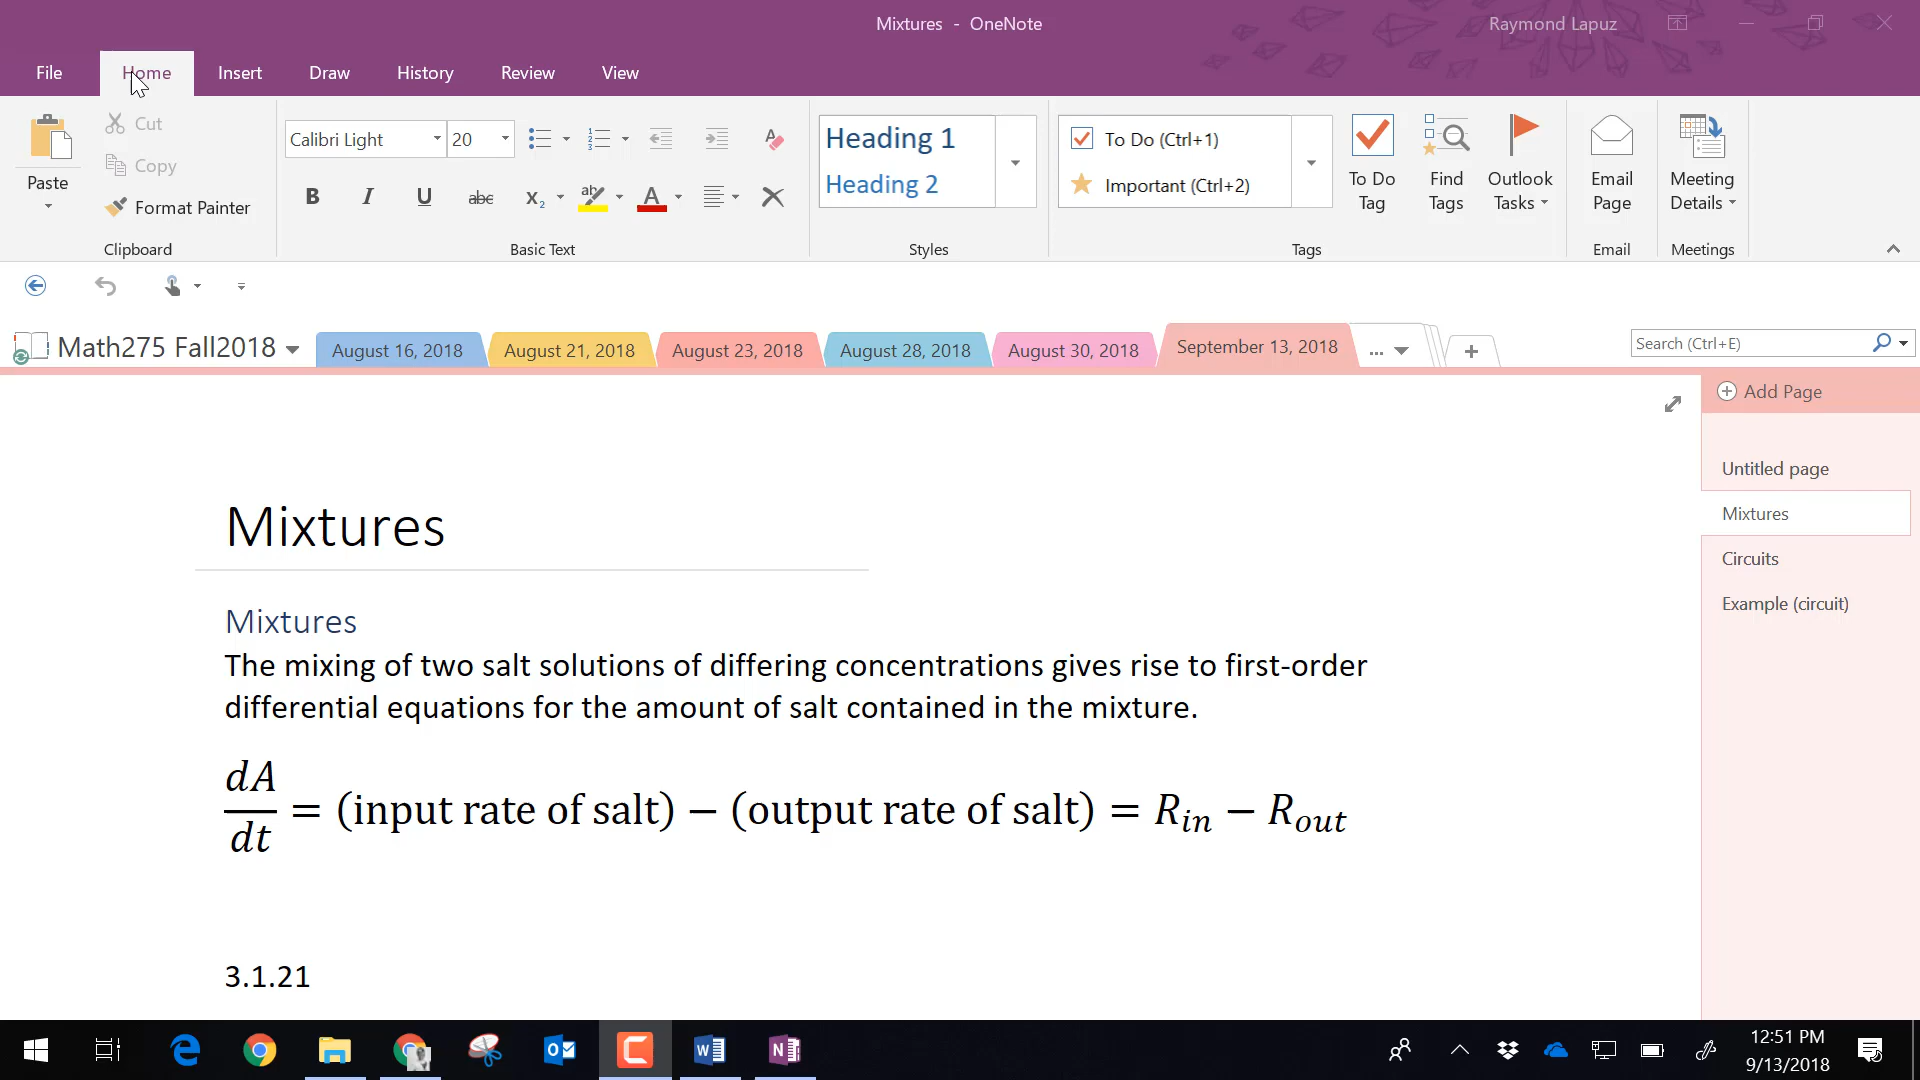 Mixtures - OneNote
Raymond Lapuz
File Home Insert Draw History Review View
Paste
Cut
Copy
Format Painter
Clipboard
Calibri Light 20
B I U abc x₂ ab A
Basic Text
Heading 1
Heading 2
Styles
To Do (Ctrl+1)
Important (Ctrl+2)
To Do Tag
Find Tags
Outlook Tasks
Tags
Email Page
Email
Meeting Details
Meetings
Math275 Fall2018
August 16, 2018 August 21, 2018 August 23, 2018 August 28, 2018 August 30, 2018 September 13, 2018 ...
Search (Ctrl+E)
Add Page
Untitled page
Mixtures
Circuits
Example (circuit)
Mixtures
Mixtures
The mixing of two salt solutions of differing concentrations gives rise to first-order
differential equations for the amount of salt contained in the mixture.
dA/dt = (input rate of salt) − (output rate of salt) = R_in − R_out
3.1.21
12:51 PM
9/13/2018